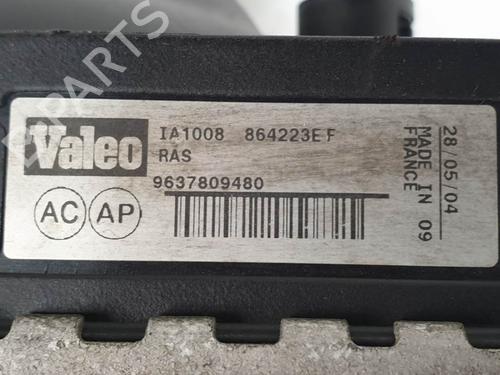 PARTS
Valeo
IA1008 864223E F
RAS
9637809480
AC AP
28/05/04
MADE IN 09
FRANCE